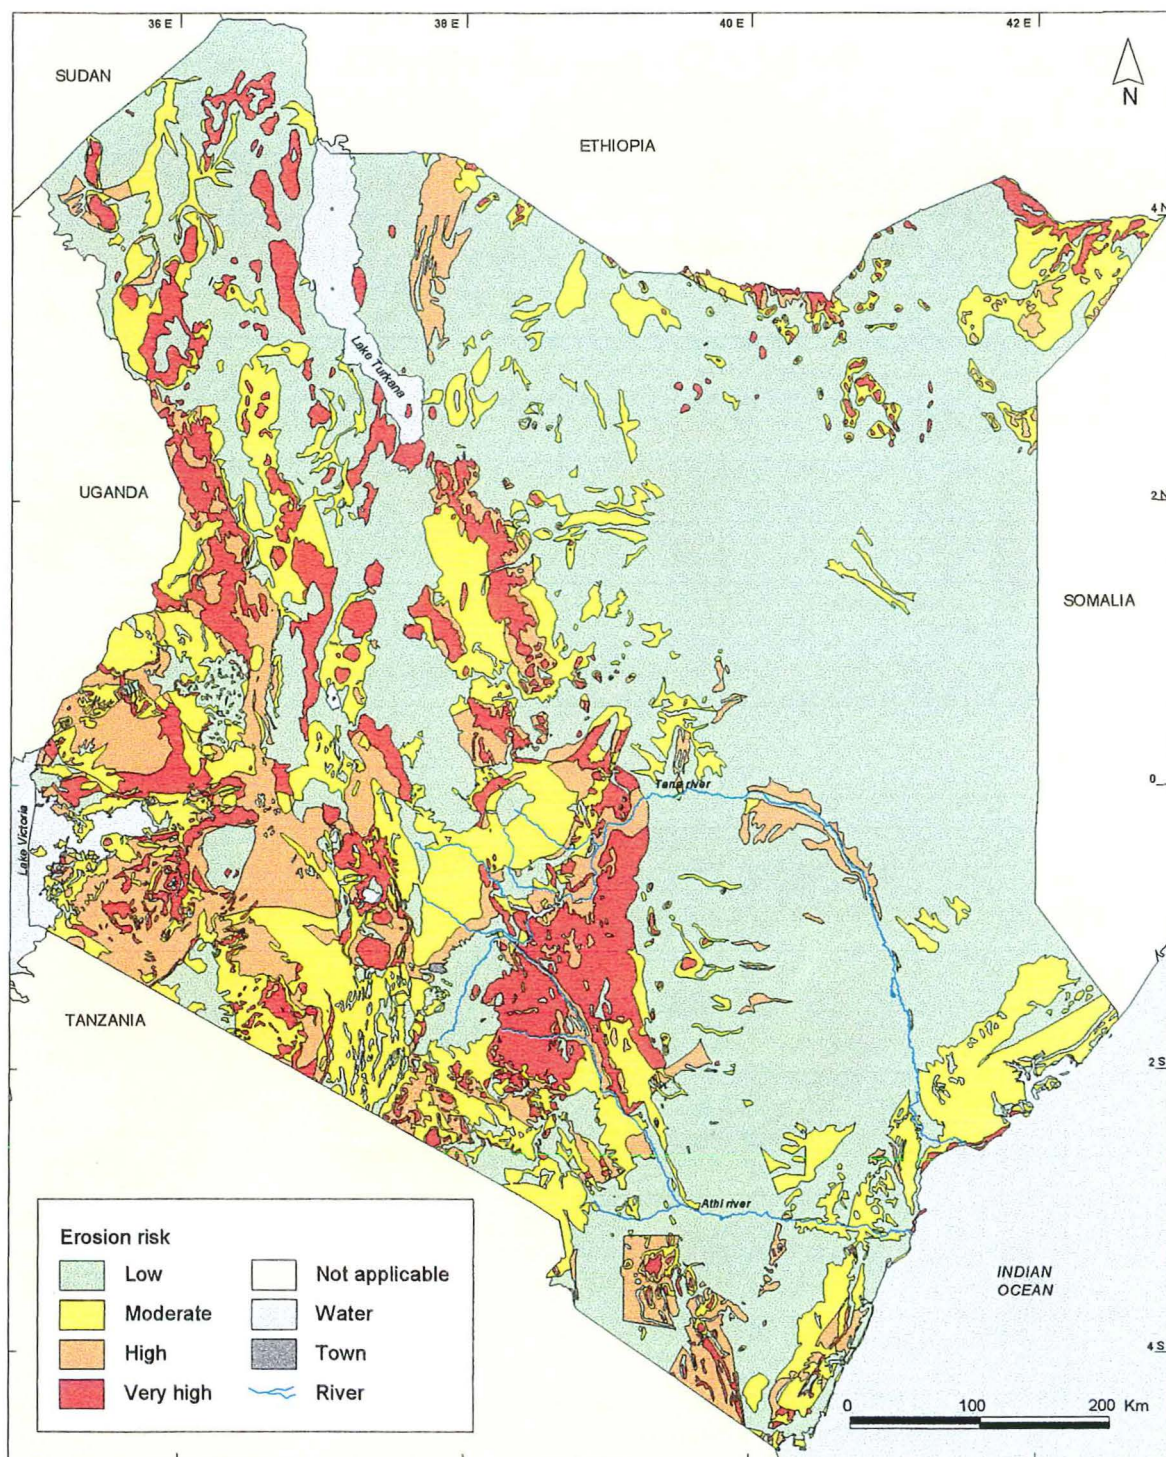 36 E
38 E
40 E
42 E
SUDAN
N
ETHIOPIA
4 N
Lake Turkana
UGANDA
2 N
SOMALIA
Tana river
0
Lake Victoria
TANZANIA
2 S
Athi river
Erosion risk
Low
Not applicable
Moderate
Water
High
Town
Very high
River
INDIAN
OCEAN
4 S
0
100
200 Km